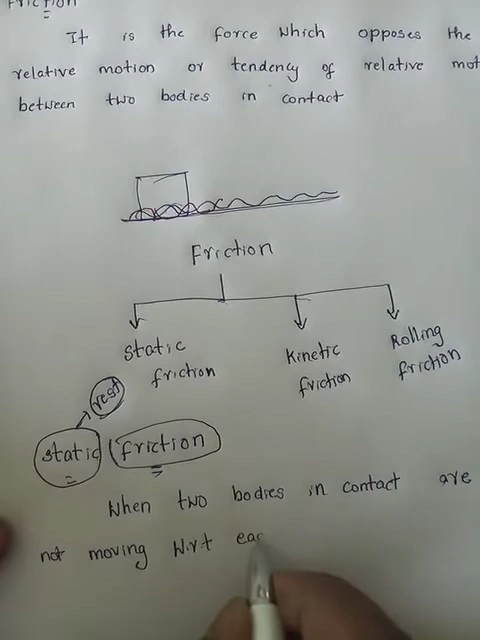 Friction
It is the force which opposes the
relative motion or tendency of relative mot
between two bodies in contact
Friction
Static friction
Kinetic friction
Rolling friction
rest
static friction
When two bodies in contact are
not moving w.r.t eac